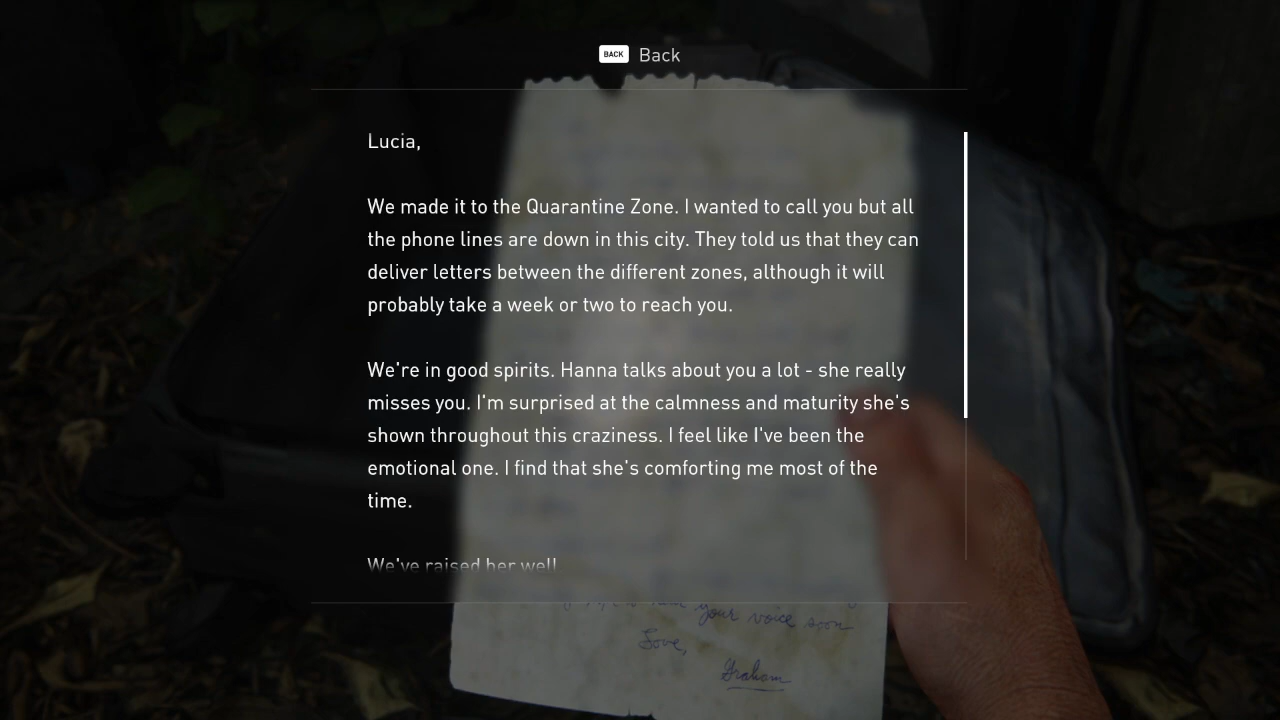 BACK Back
Lucia,
We made it to the Quarantine Zone. I wanted to call you but all
the phone lines are down in this city. They told us that they can
deliver letters between the different zones, although it will
probably take a week or two to reach you.
We're in good spirits. Hanna talks about you a lot - she really
misses you. I'm surprised at the calmness and maturity she's
shown throughout this craziness. I feel like I've been the
emotional one. I find that she's comforting me most of the
time.
We've raised her well
your voice soon
Love,
Graham